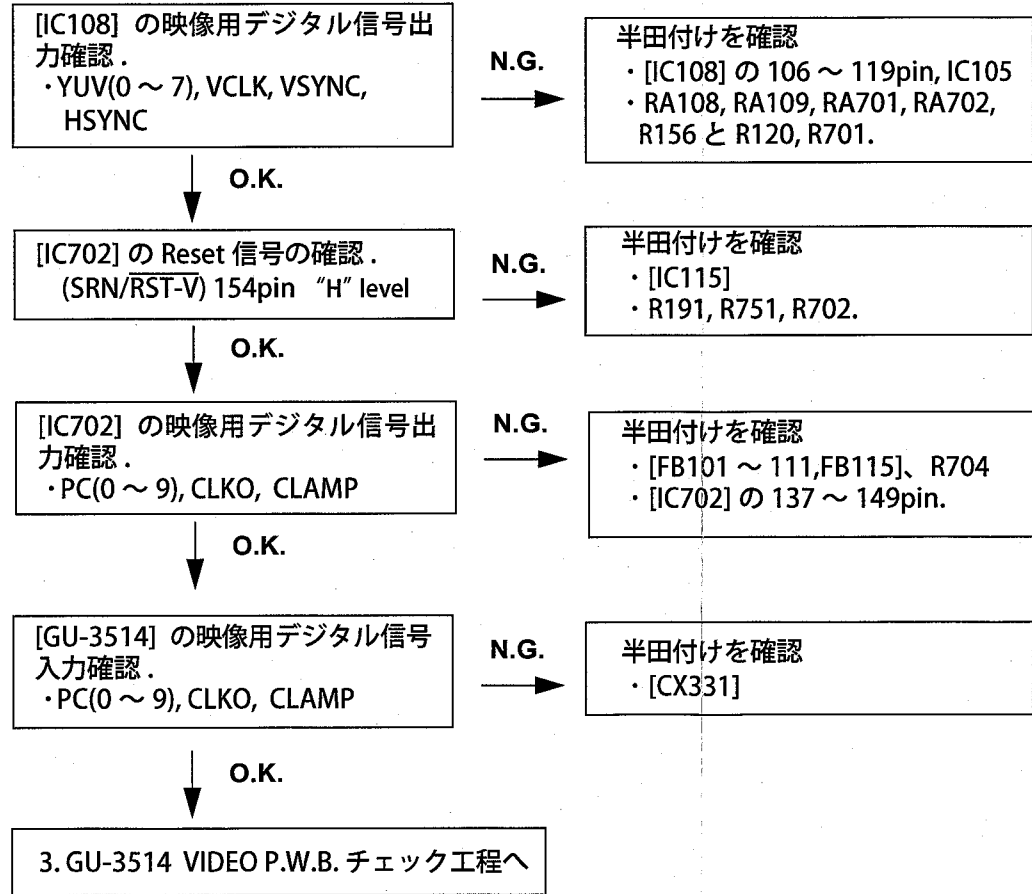 [IC108] の映像用デジタル信号出
力確認 .
・YUV(0 ～ 7), VCLK, VSYNC,
HSYNC
N.G.
半田付けを確認
・[IC108] の 106 ～ 119pin, IC105
・RA108, RA109, RA701, RA702,
R156 と R120, R701.
O.K.
[IC702] の Reset 信号の確認 .
(SRN/RST-V) 154pin “H” level
N.G.
半田付けを確認
・[IC115]
・R191, R751, R702.
O.K.
[IC702] の映像用デジタル信号出
力確認 .
・PC(0 ～ 9), CLKO, CLAMP
N.G.
半田付けを確認
・[FB101 ～ 111,FB115]、R704
・[IC702] の 137 ～ 149pin.
O.K.
[GU-3514] の映像用デジタル信号
入力確認 .
・PC(0 ～ 9), CLKO, CLAMP
N.G.
半田付けを確認
・[CX331]
O.K.
3. GU-3514 VIDEO P.W.B. チェック工程へ